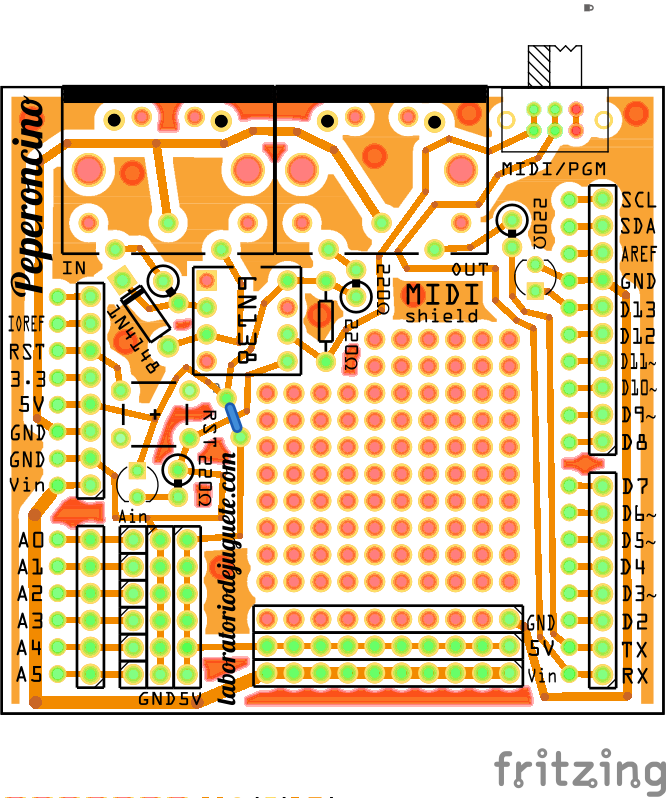 Peperoncino
MIDI/PGM
IN
OUT
MIDI
shield
220Ω
220Ω
220Ω
220Ω
6N138
1N4148
RST
- + -
IOREF
RST
3.3
5V
GND
GND
Vin
Ain
A0
A1
A2
A3
A4
A5
GND5V
laboratoriodejuguete.com
SCL
SDA
AREF
GND
D13
D12
D11~
D10~
D9~
D8
D7
D6~
D5~
D4
D3~
D2
TX
RX
GND
5V
Vin
fritzing